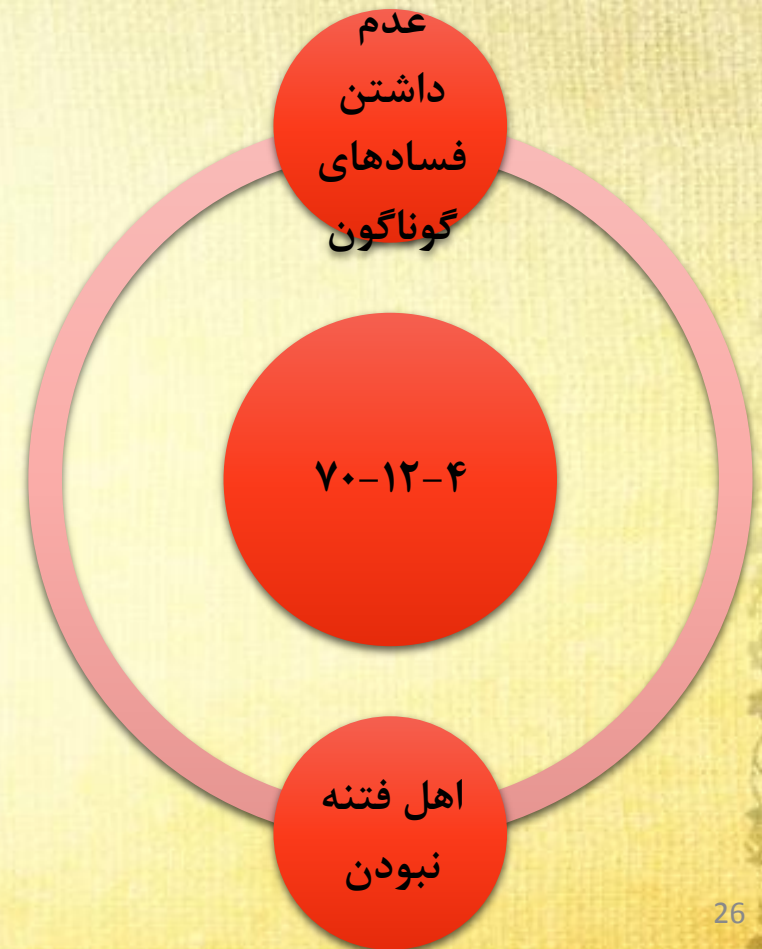 عدم
داشتن
فسادهای
گوناگون
۷۰-۱۲-۴
اهل فتنه
نبودن
26